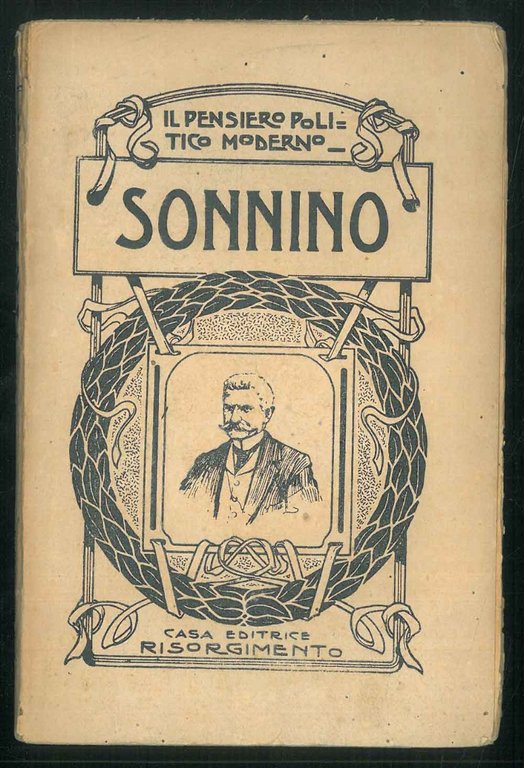 IL PENSIERO POLI=
TICO MODERNO_
SONNINO
CASA EDITRICE
RISORGIMENTO